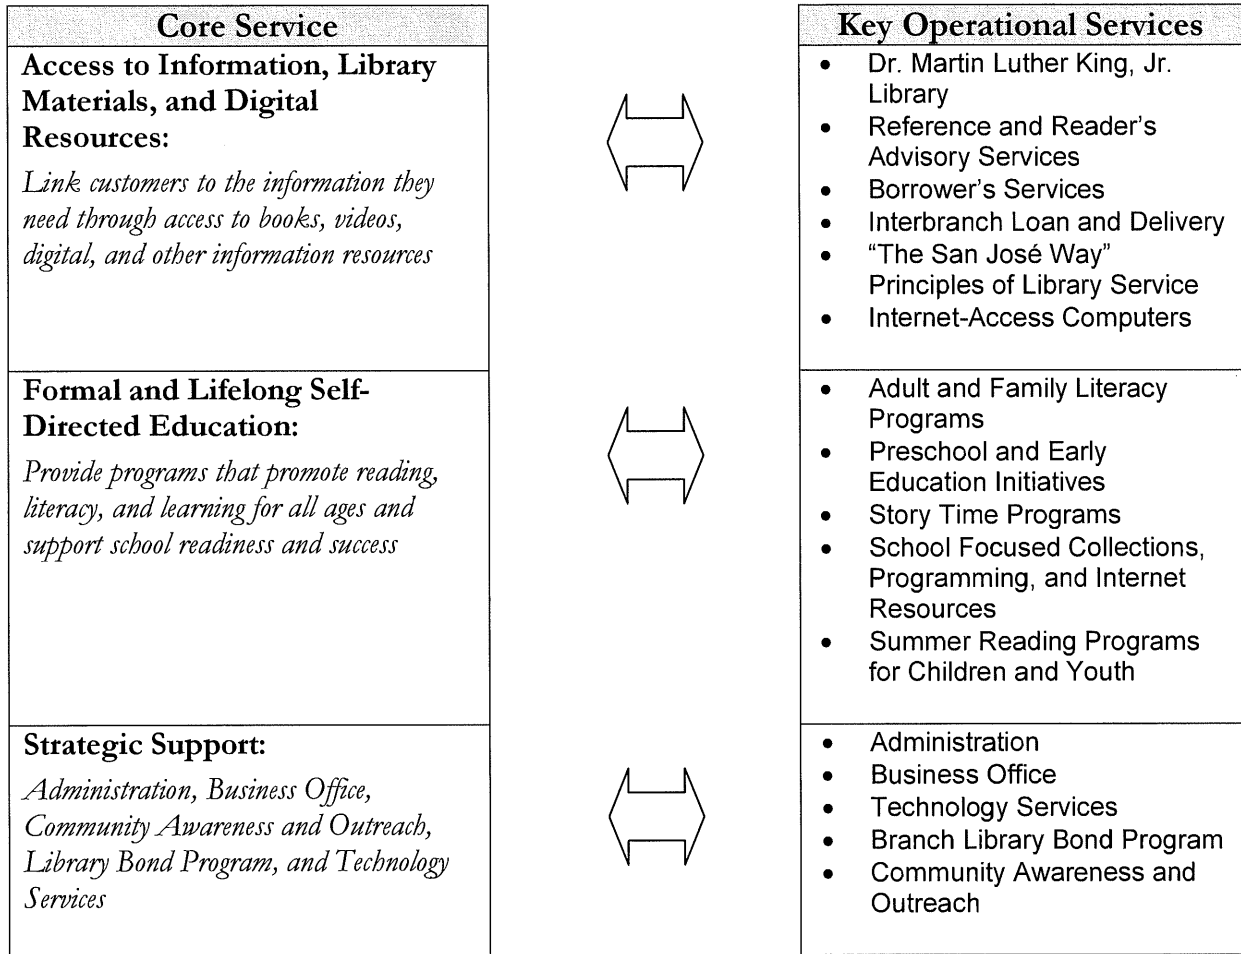 Core Service
Access to Information, Library
Materials, and Digital
Resources:
Link customers to the information they
need through access to books, videos,
digital, and other information resources
Key Operational Services
• Dr. Martin Luther King, Jr.
Library
• Reference and Reader's
Advisory Services
• Borrower's Services
• Interbranch Loan and Delivery
• "The San José Way"
Principles of Library Service
• Internet-Access Computers
Formal and Lifelong Self-
Directed Education:
Provide programs that promote reading,
literacy, and learning for all ages and
support school readiness and success
• Adult and Family Literacy
Programs
• Preschool and Early
Education Initiatives
• Story Time Programs
• School Focused Collections,
Programming, and Internet
Resources
• Summer Reading Programs
for Children and Youth
Strategic Support:
Administration, Business Office,
Community Awareness and Outreach,
Library Bond Program, and Technology
Services
• Administration
• Business Office
• Technology Services
• Branch Library Bond Program
• Community Awareness and
Outreach